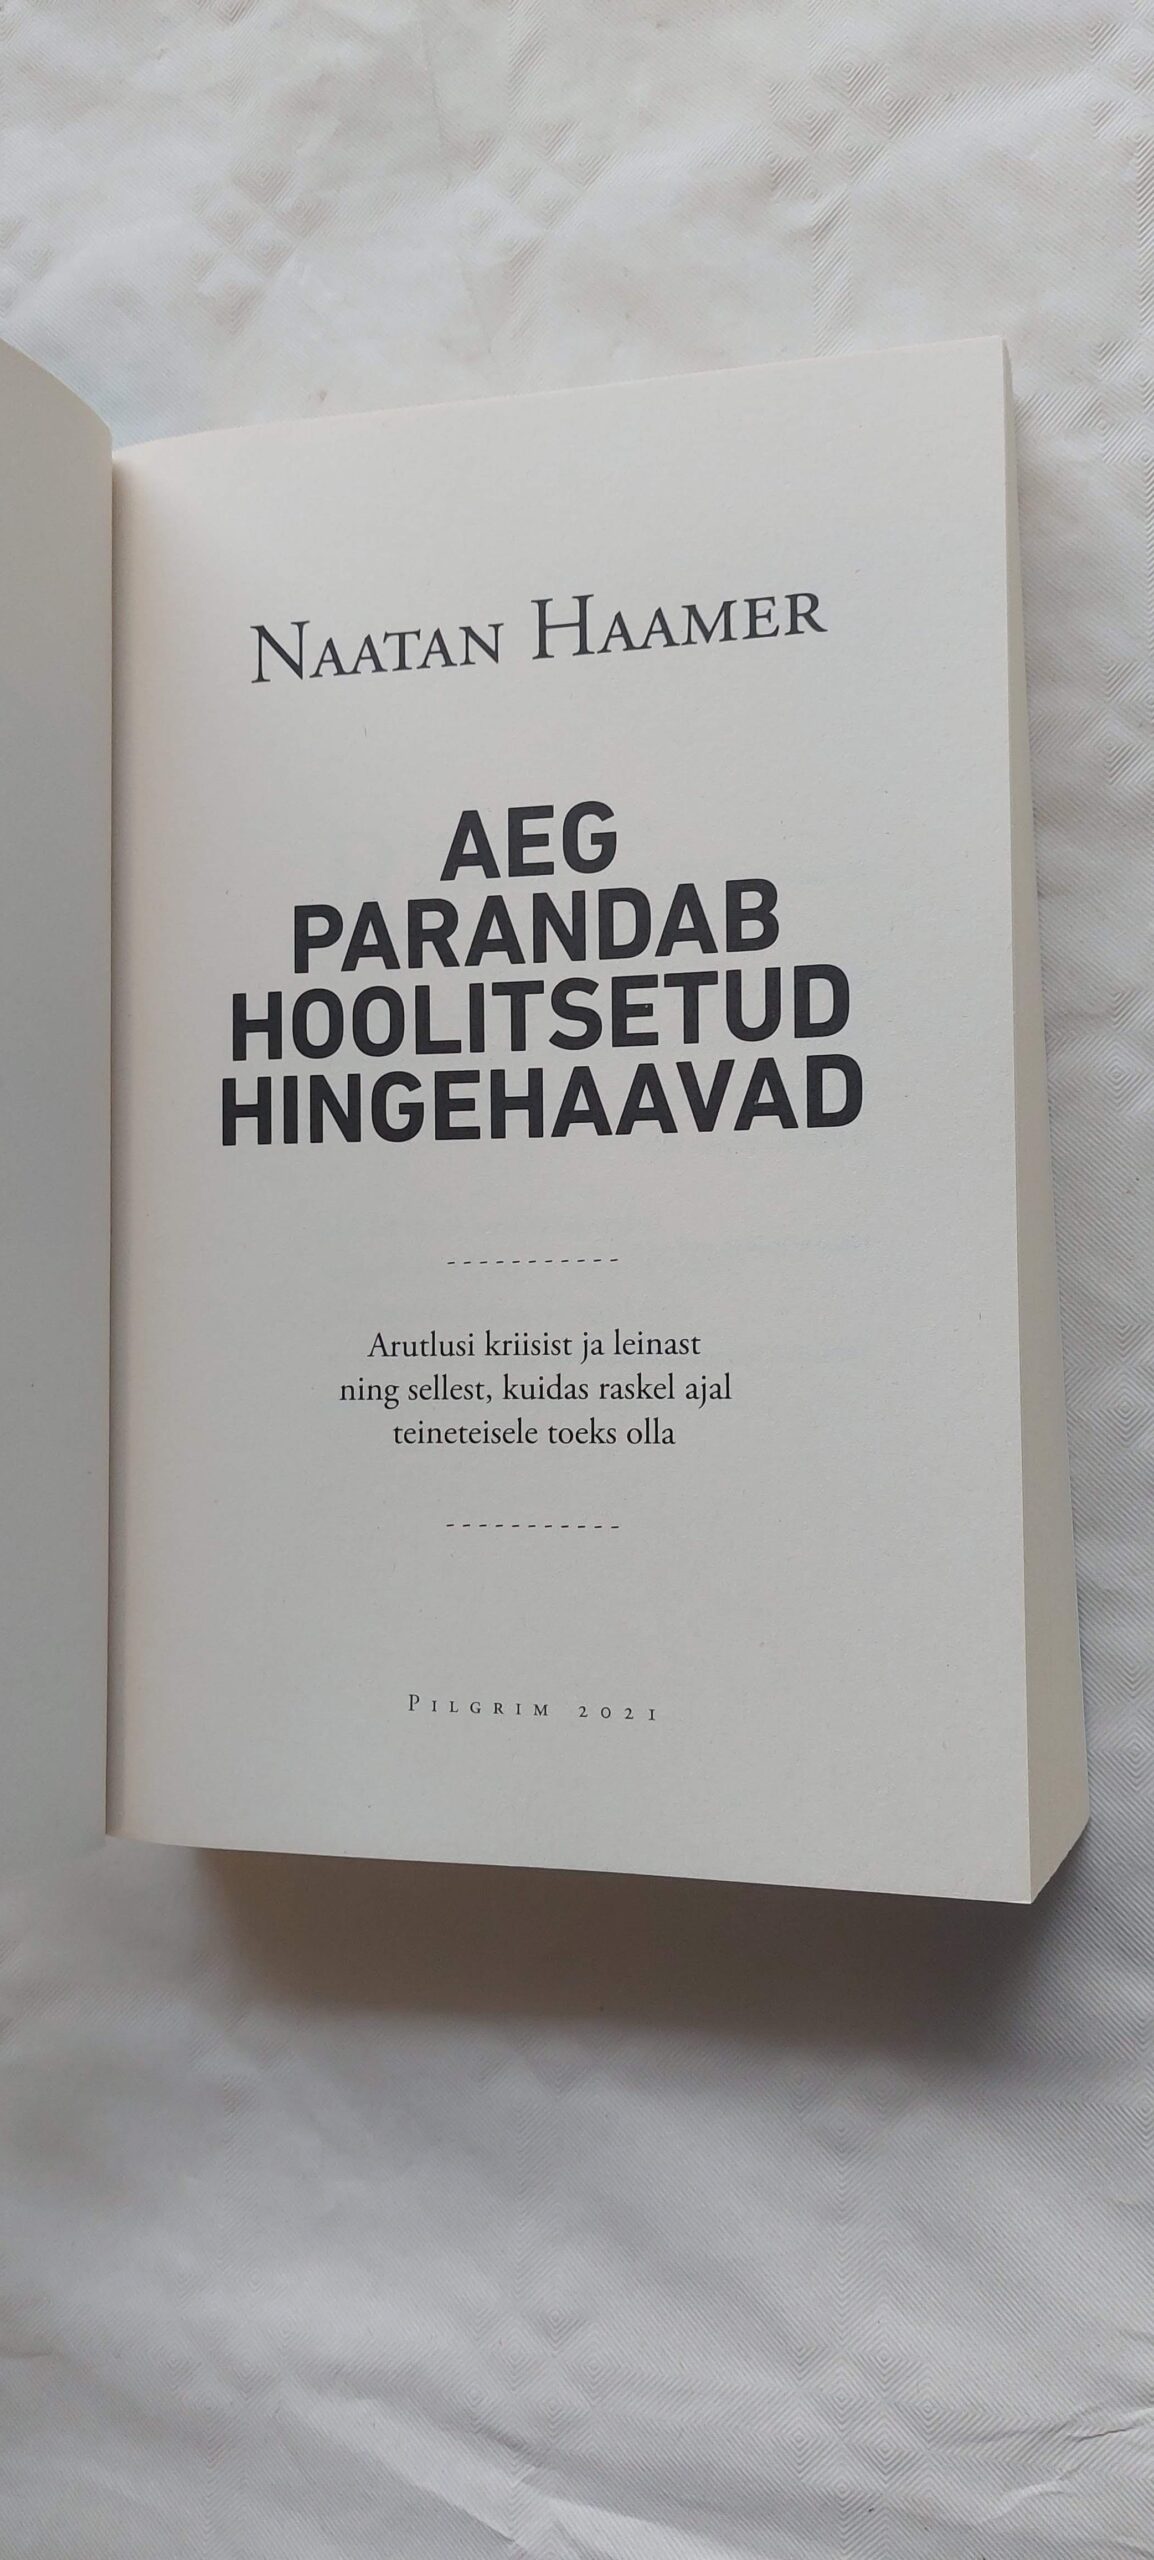 NAATAN HAAMER
AEG
PARANDAB
HOOLITSETUD
HINGEHAAVAD
-----------
Arutlusi kriisist ja leinast
ning sellest, kuidas raskel ajal
teineteisele toeks olla
-----------
PILGRIM 2021